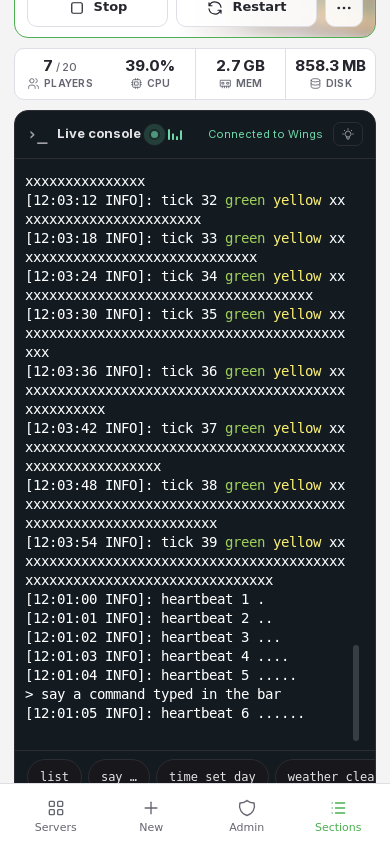 Stop
Restart
...
7 / 20
PLAYERS
39.0%
CPU
2.7 GB
MEM
858.3 MB
DISK
>_ Live console
Connected to Wings
xxxxxxxxxxxxxxx
[12:03:12 INFO]: tick 32 green yellow xx
xxxxxxxxxxxxxxxxxxxxxx
[12:03:18 INFO]: tick 33 green yellow xx
xxxxxxxxxxxxxxxxxxxxxxxxxxxxx
[12:03:24 INFO]: tick 34 green yellow xx
xxxxxxxxxxxxxxxxxxxxxxxxxxxxxxxxxxxx
[12:03:30 INFO]: tick 35 green yellow xx
xxxxxxxxxxxxxxxxxxxxxxxxxxxxxxxxxxxxxxxx
xxx
[12:03:36 INFO]: tick 36 green yellow xx
xxxxxxxxxxxxxxxxxxxxxxxxxxxxxxxxxxxxxxxx
xxxxxxxxxx
[12:03:42 INFO]: tick 37 green yellow xx
xxxxxxxxxxxxxxxxxxxxxxxxxxxxxxxxxxxxxxxx
xxxxxxxxxxxxxxxxx
[12:03:48 INFO]: tick 38 green yellow xx
xxxxxxxxxxxxxxxxxxxxxxxxxxxxxxxxxxxxxxxx
xxxxxxxxxxxxxxxxxxxxxxxx
[12:03:54 INFO]: tick 39 green yellow xx
xxxxxxxxxxxxxxxxxxxxxxxxxxxxxxxxxxxxxxxx
xxxxxxxxxxxxxxxxxxxxxxxxxxxxxxx
[12:01:00 INFO]: heartbeat 1 .
[12:01:01 INFO]: heartbeat 2 ..
[12:01:02 INFO]: heartbeat 3 ...
[12:01:03 INFO]: heartbeat 4 ....
[12:01:04 INFO]: heartbeat 5 .....
> say a command typed in the bar
[12:01:05 INFO]: heartbeat 6 ......
list
say …
time set day
weather clea
Servers
New
Admin
Sections